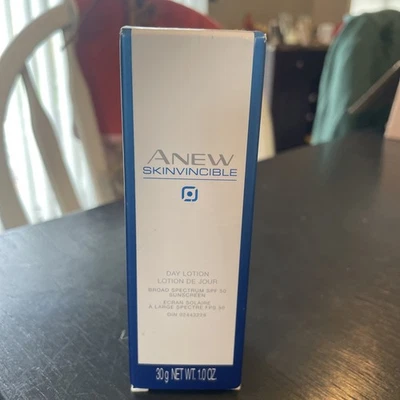 ANEW
SKINVINCIBLE
DAY LOTION
LOTION DE JOUR
BROAD SPECTRUM SPF 50
SUNSCREEN
ÉCRAN SOLAIRE
À LARGE SPECTRE FPS 50
DIN
30 g NET WT. 1.0 OZ.